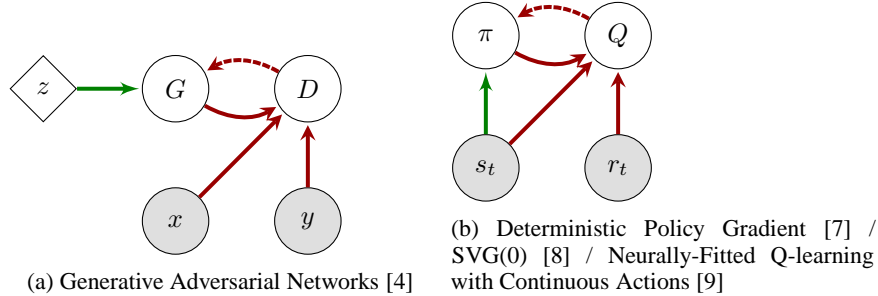 z
G
D
x
y
(a) Generative Adversarial Networks [4]
π
Q
s_t
r_t
(b) Deterministic Policy Gradient [7] /
SVG(0) [8] / Neurally-Fitted Q-learning
with Continuous Actions [9]